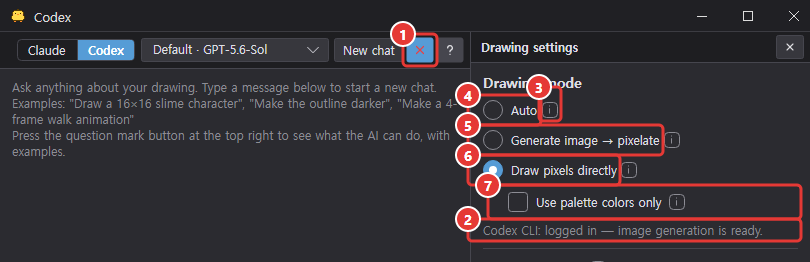 Codex
Claude
Codex
Default · GPT-5.6-Sol
New chat
1
?
Drawing settings
Ask anything about your drawing. Type a message below to start a new chat.
Examples: "Draw a 16×16 slime character", "Make the outline darker", "Make a 4-
frame walk animation"
Press the question mark button at the top right to see what the AI can do, with
examples.
mode
3
4
Auto
i
5
Generate image → pixelate
i
6
Draw pixels directly
i
7
Use palette colors only
i
2
Codex CLI: logged in — image generation is ready.